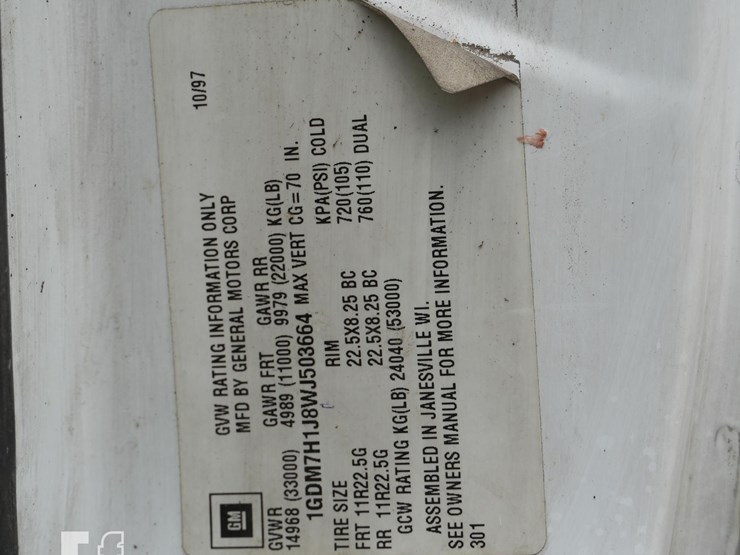 GVW RATING INFORMATION ONLY 10/97
MFD BY GENERAL MOTORS CORP
GM
GVWR GAWR FRT GAWR RR
14968 (33000) 4989 (11000) 9979 (22000) KG(LB)
1GDM7H1J8WJ503664 MAX VERT CG=70 IN.
TIRE SIZE RIM KPA(PSI) COLD
FRT 11R22.5G 22.5X8.25 BC 720(105)
RR 11R22.5G 22.5X8.25 BC 760(110) DUAL
GCW RATING KG(LB) 24040 (53000)
ASSEMBLED IN JANESVILLE WI.
SEE OWNERS MANUAL FOR MORE INFORMATION.
301